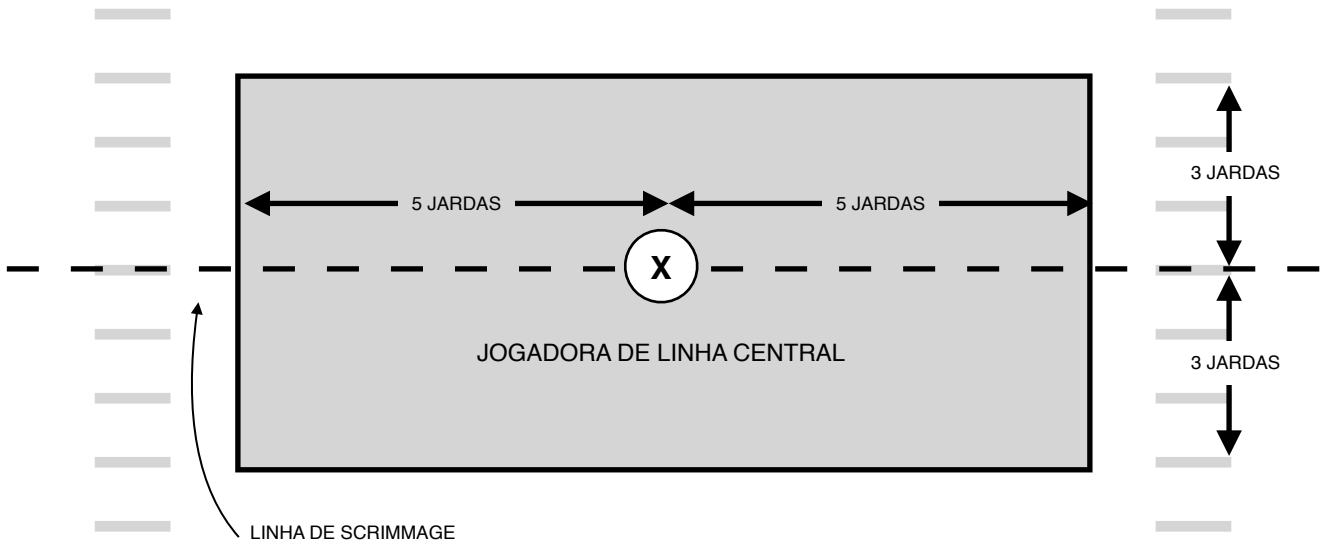 3 JARDAS
5 JARDAS
5 JARDAS
X
JOGADORA DE LINHA CENTRAL
3 JARDAS
LINHA DE SCRIMMAGE